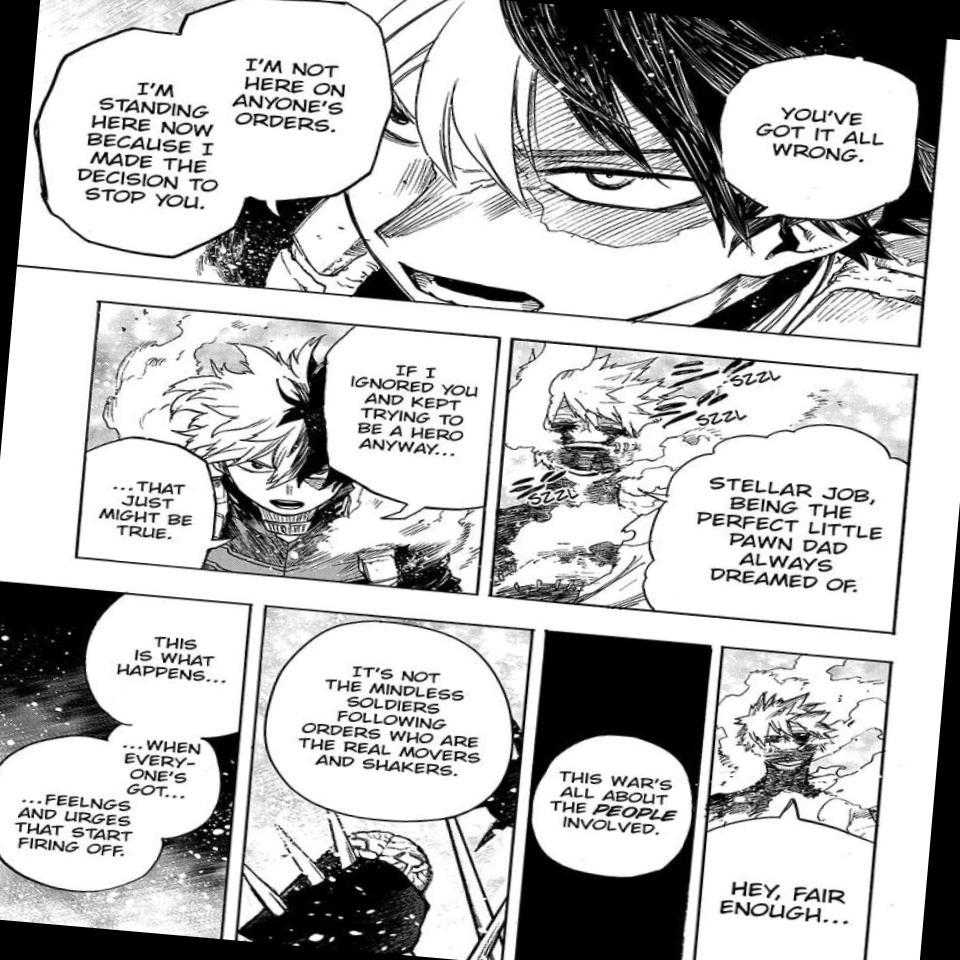 YOU'VE
GOT IT ALL
WRONG.
I'M NOT
HERE ON
ANYONE'S
ORDERS.
I'M
STANDING
HERE NOW
BECAUSE I
MADE THE
DECISION TO
STOP YOU.
SZZL
SZZL
SZZL
STELLAR JOB,
BEING THE
PERFECT LITTLE
PAWN DAD
ALWAYS
DREAMED OF.
IF I
IGNORED YOU
AND KEPT
TRYING TO
BE A HERO
ANYWAY...
...THAT
JUST
MIGHT BE
TRUE.
HEY, FAIR
ENOUGH...
THIS WAR'S
ALL ABOUT
THE PEOPLE
INVOLVED.
IT'S NOT
THE MINDLESS
SOLDIERS
FOLLOWING
ORDERS WHO ARE
THE REAL MOVERS
AND SHAKERS.
THIS
IS WHAT
HAPPENS...
...WHEN
EVERY-
ONE'S
GOT...
...FEELNGS
AND URGES
THAT START
FIRING OFF.